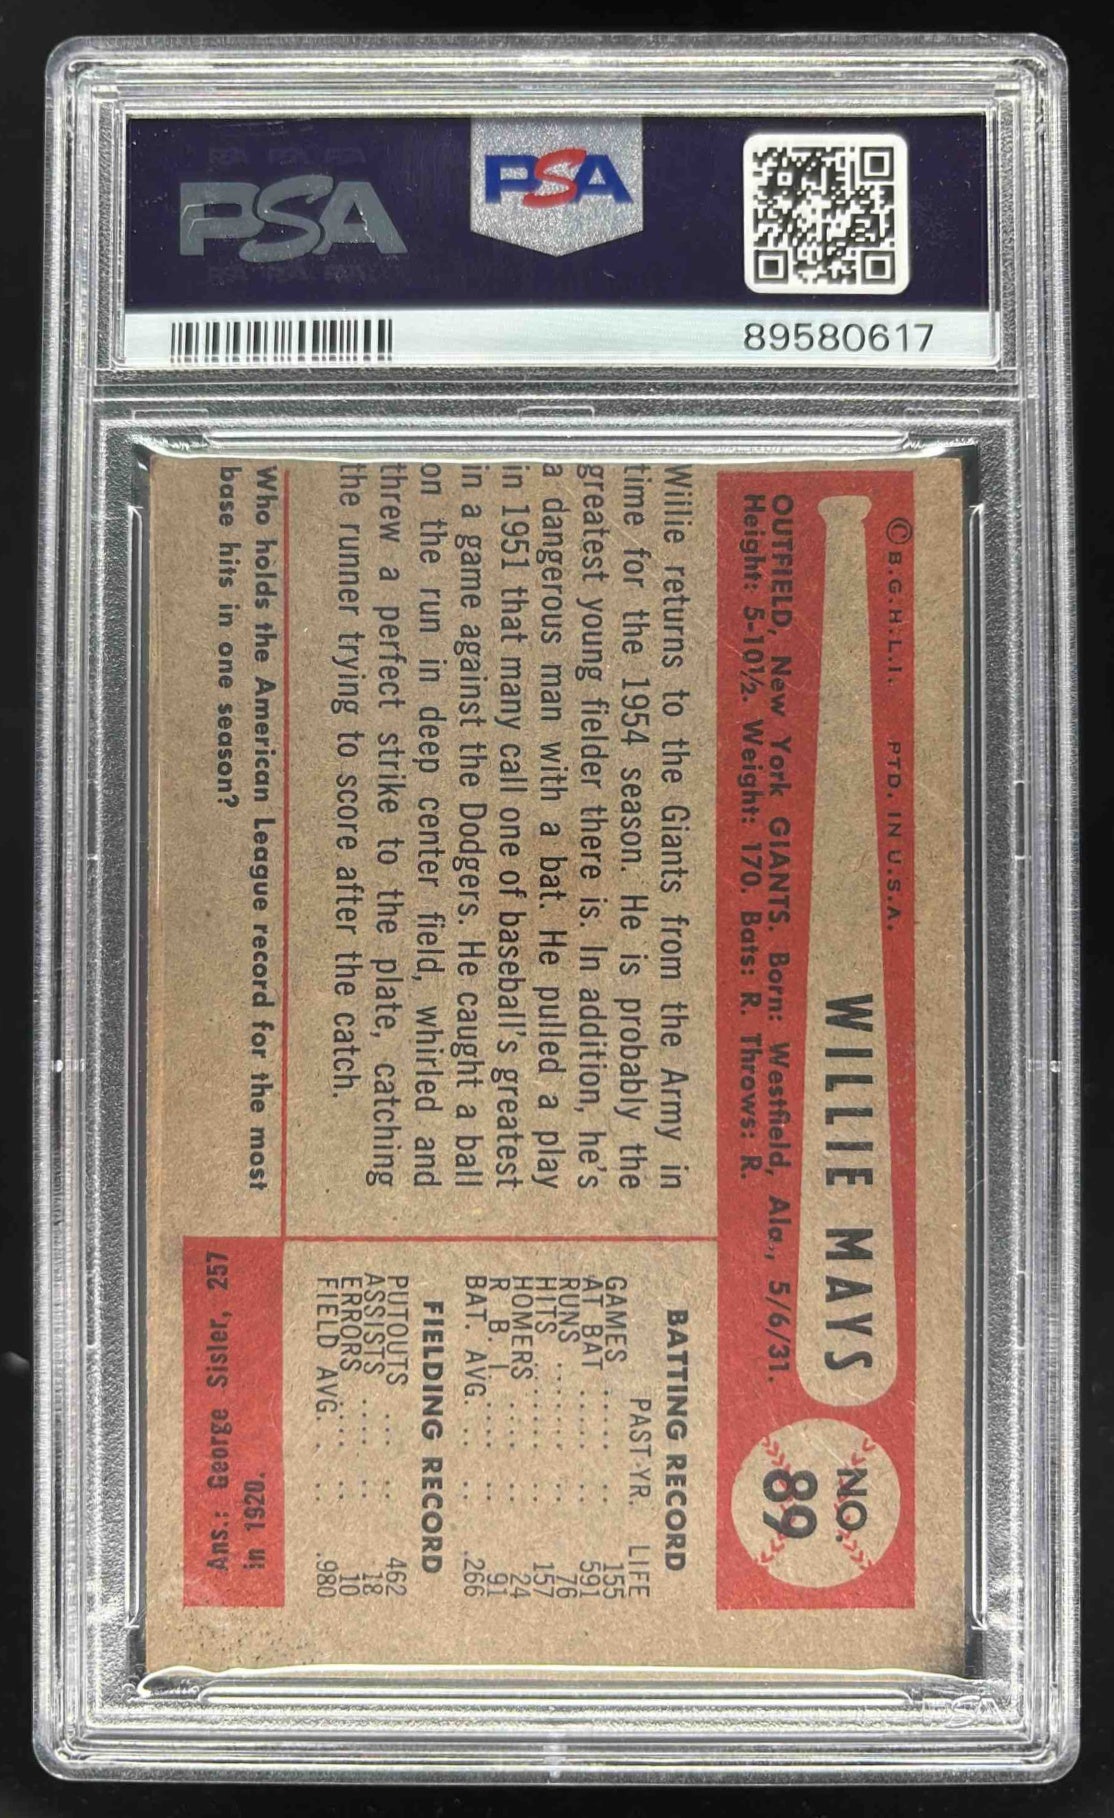 PSA
PSA
89580617
© B.G.H.L.I. PTD. IN U.S.A.
WILLIE MAYS
NO.
89
OUTFIELD, New York GIANTS. Born: Westfield, Ala., 5/6/31.
Height: 5-10½. Weight: 170. Bats: R. Throws: R.
Willie returns to the Giants from the Army in
time for the 1954 season. He is probably the
greatest young fielder there is. In addition, he's
a dangerous man with a bat. He pulled a play
in 1951 that many call one of baseball's greatest
in a game against the Dodgers. He caught a ball
on the run in deep center field, whirled and
threw a perfect strike to the plate, catching
the runner trying to score after the catch.
BATTING RECORD
PAST-YR. LIFE
GAMES ..... .. 155
AT BAT ..... .. 591
RUNS ...... .. 76
HITS ....... .. 157
HOMERS .... .. 24
R. B. I. .... .. 91
BAT. AVG. .. .. .266
FIELDING RECORD
PUTOUTS ... .. 462
ASSISTS .... .. 18
ERRORS .... .. 10
FIELD AVG. . .. .980
Who holds the American League record for the most
base hits in one season?
Ans.: George Sisler, 257
in 1920.
PSA